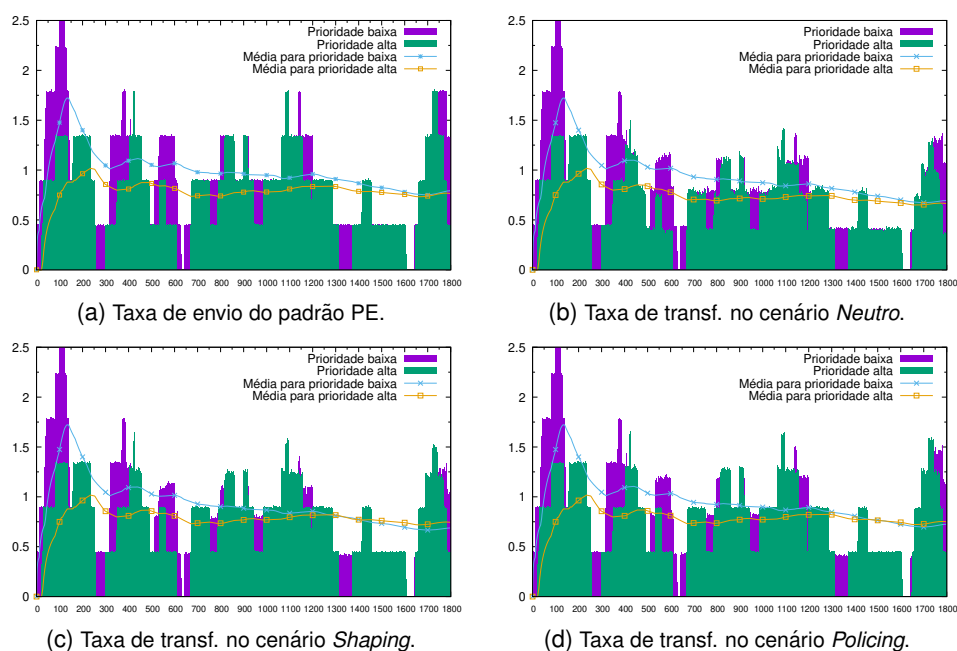 2.5
2
1.5
1
0.5
0
Prioridade baixa
Prioridade alta
Média para prioridade baixa
Média para prioridade alta
0 100 200 300 400 500 600 700 800 900 1000 1100 1200 1300 1400 1500 1600 1700 1800
(a) Taxa de envio do padrão PE.
2.5
2
1.5
1
0.5
0
Prioridade baixa
Prioridade alta
Média para prioridade baixa
Média para prioridade alta
0 100 200 300 400 500 600 700 800 900 1000 1100 1200 1300 1400 1500 1600 1700 1800
(b) Taxa de transf. no cenário Neutro.
2.5
2
1.5
1
0.5
0
Prioridade baixa
Prioridade alta
Média para prioridade baixa
Média para prioridade alta
0 100 200 300 400 500 600 700 800 900 1000 1100 1200 1300 1400 1500 1600 1700 1800
(c) Taxa de transf. no cenário Shaping.
2.5
2
1.5
1
0.5
0
Prioridade baixa
Prioridade alta
Média para prioridade baixa
Média para prioridade alta
0 100 200 300 400 500 600 700 800 900 1000 1100 1200 1300 1400 1500 1600 1700 1800
(d) Taxa de transf. no cenário Policing.